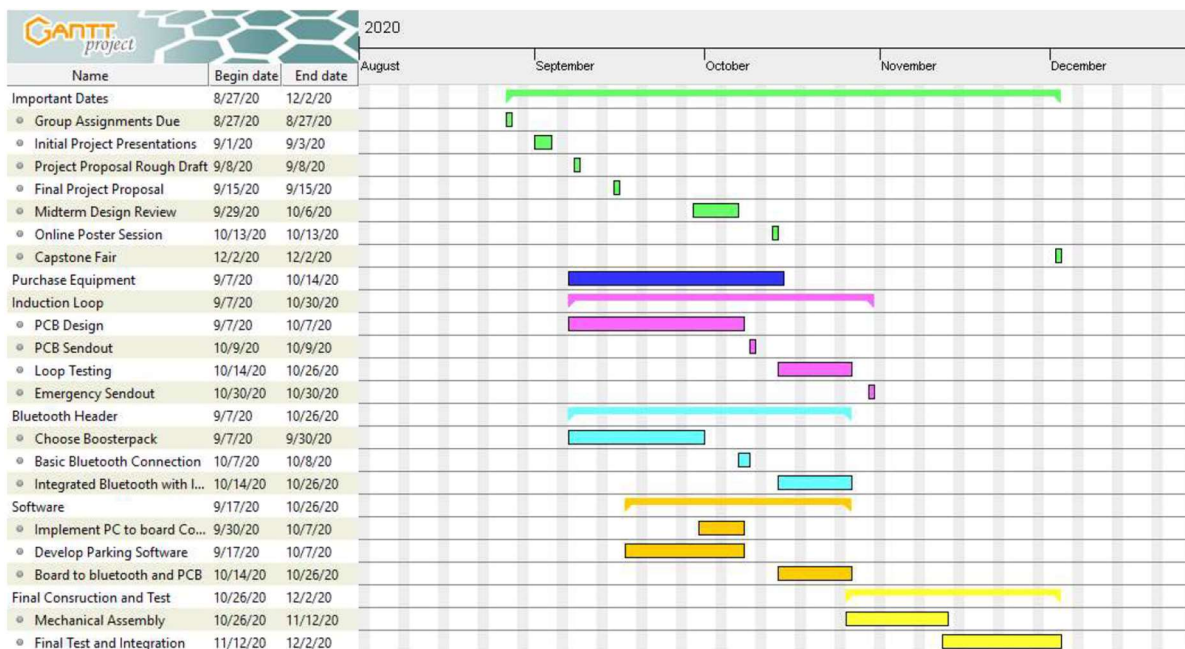 GANTT project
2020
August September October November December
Name Begin date End date
Important Dates 8/27/20 12/2/20
Group Assignments Due 8/27/20 8/27/20
Initial Project Presentations 9/1/20 9/3/20
Project Proposal Rough Draft 9/8/20 9/8/20
Final Project Proposal 9/15/20 9/15/20
Midterm Design Review 9/29/20 10/6/20
Online Poster Session 10/13/20 10/13/20
Capstone Fair 12/2/20 12/2/20
Purchase Equipment 9/7/20 10/14/20
Induction Loop 9/7/20 10/30/20
PCB Design 9/7/20 10/7/20
PCB Sendout 10/9/20 10/9/20
Loop Testing 10/14/20 10/26/20
Emergency Sendout 10/30/20 10/30/20
Bluetooth Header 9/7/20 10/26/20
Choose Boosterpack 9/7/20 9/30/20
Basic Bluetooth Connection 10/7/20 10/8/20
Integrated Bluetooth with I... 10/14/20 10/26/20
Software 9/17/20 10/26/20
Implement PC to board Co... 9/30/20 10/7/20
Develop Parking Software 9/17/20 10/7/20
Board to bluetooth and PCB 10/14/20 10/26/20
Final Consruction and Test 10/26/20 12/2/20
Mechanical Assembly 10/26/20 11/12/20
Final Test and Integration 11/12/20 12/2/20